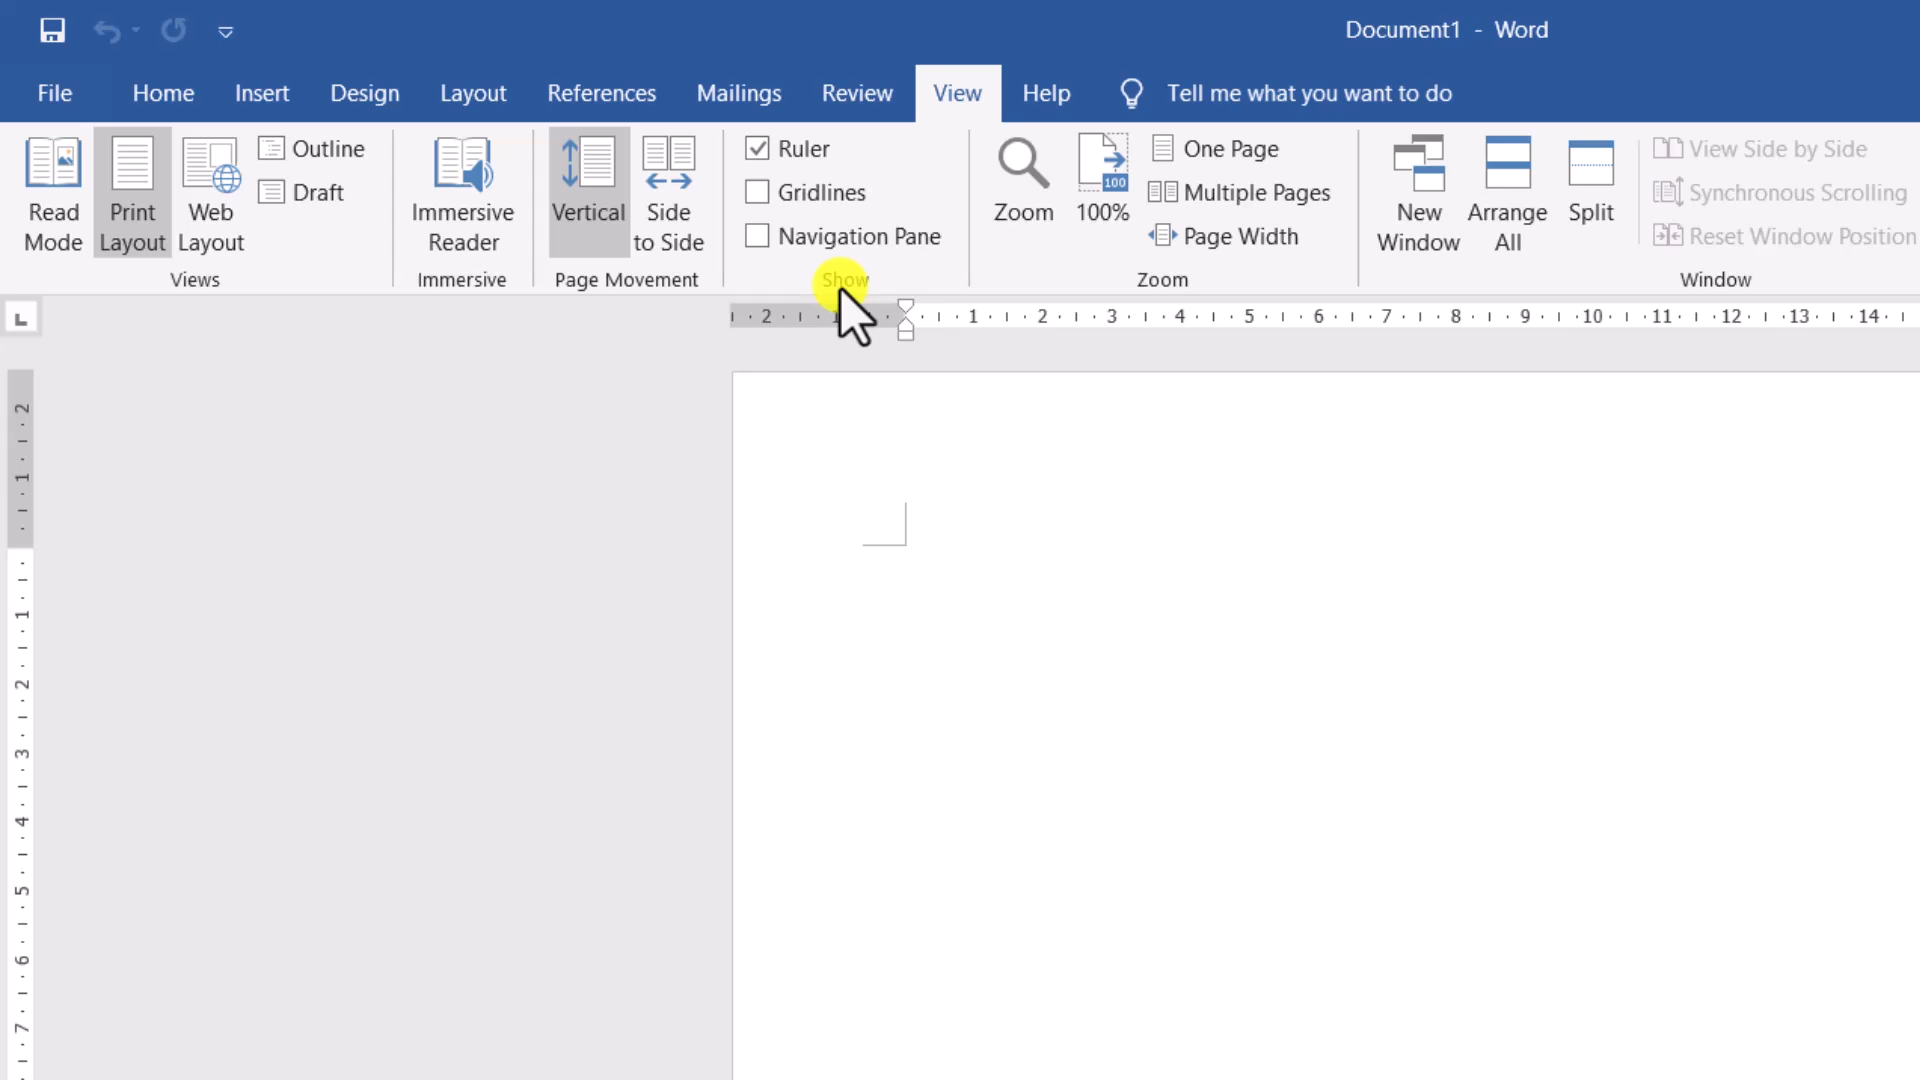 Document1 - Word
File Home Insert Design Layout References Mailings Review View Help Tell me what you want to do
Read Mode
Print Layout
Web Layout
Outline
Draft
Views
Immersive Reader
Immersive
Vertical
Side to Side
Page Movement
Ruler
Gridlines
Navigation Pane
Show
Zoom
100
100%
One Page
Multiple Pages
Page Width
Zoom
New Window
Arrange All
Split
View Side by Side
Synchronous Scrolling
Reset Window Position
Window
L
2 1 1 2 3 4 5 6 7 8 9 10 11 12 13 14
2
1
1
2
3
4
5
6
7